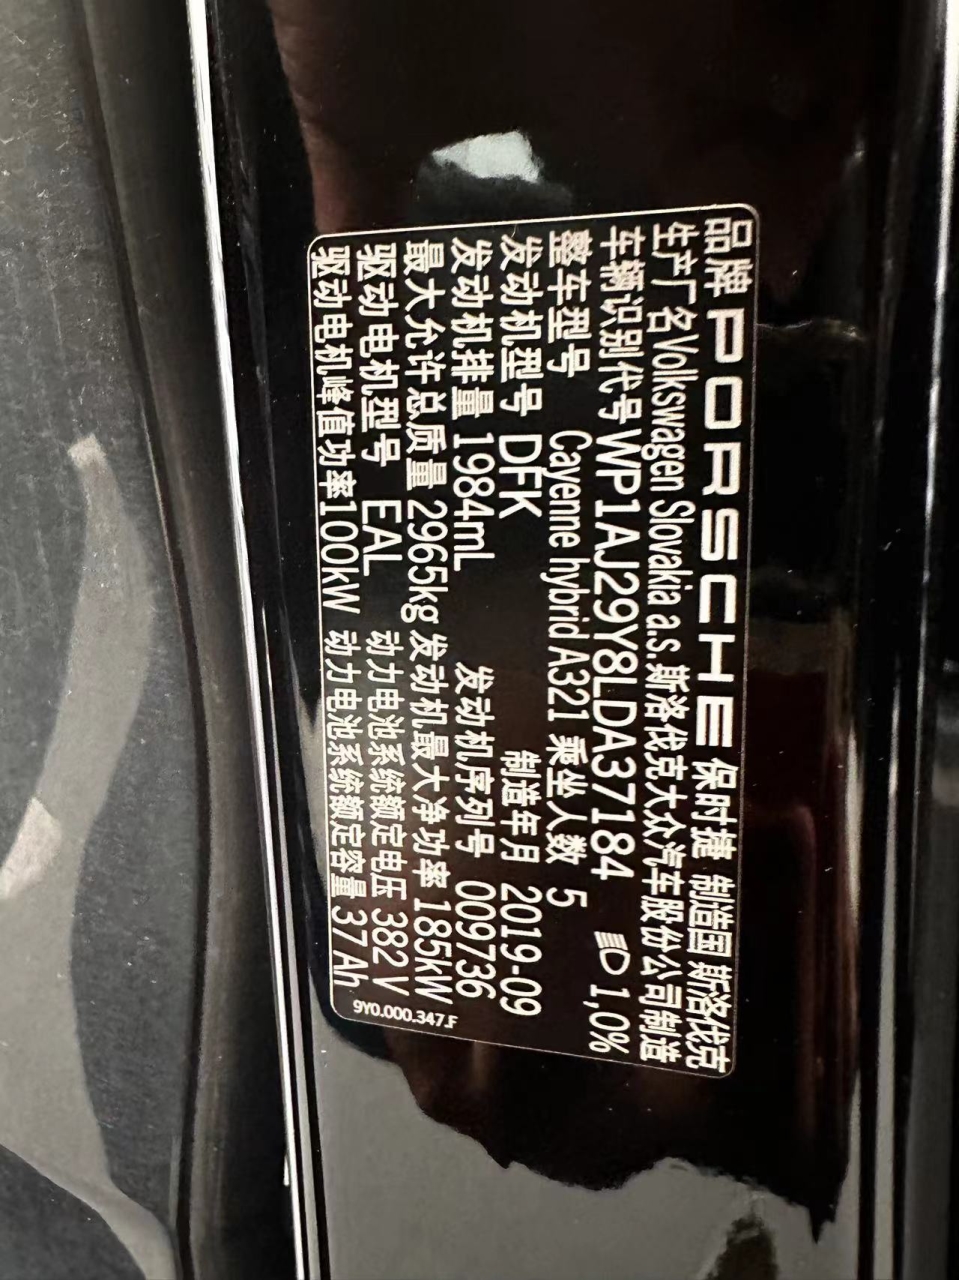 品牌 PORSCHE 保时捷 制造国 斯洛伐克
生产厂名 Volkswagen Slovakia a.s. 斯洛伐克大众汽车股份公司制造
车辆识别代号 WP1AJ29Y8LDA37184 1,0%
整车型号 Cayenne hybrid A321 乘坐人数 5
发动机型号 DFK 制造年月 2019-09
发动机排量 1984mL 发动机序列号 009736
最大允许总质量 2965kg 发动机最大净功率 185kW
驱动电机型号 EAL 动力电池系统额定电压 382 V
驱动电机峰值功率 100kW 动力电池系统额定容量 37 Ah
9Y0.000.347.F